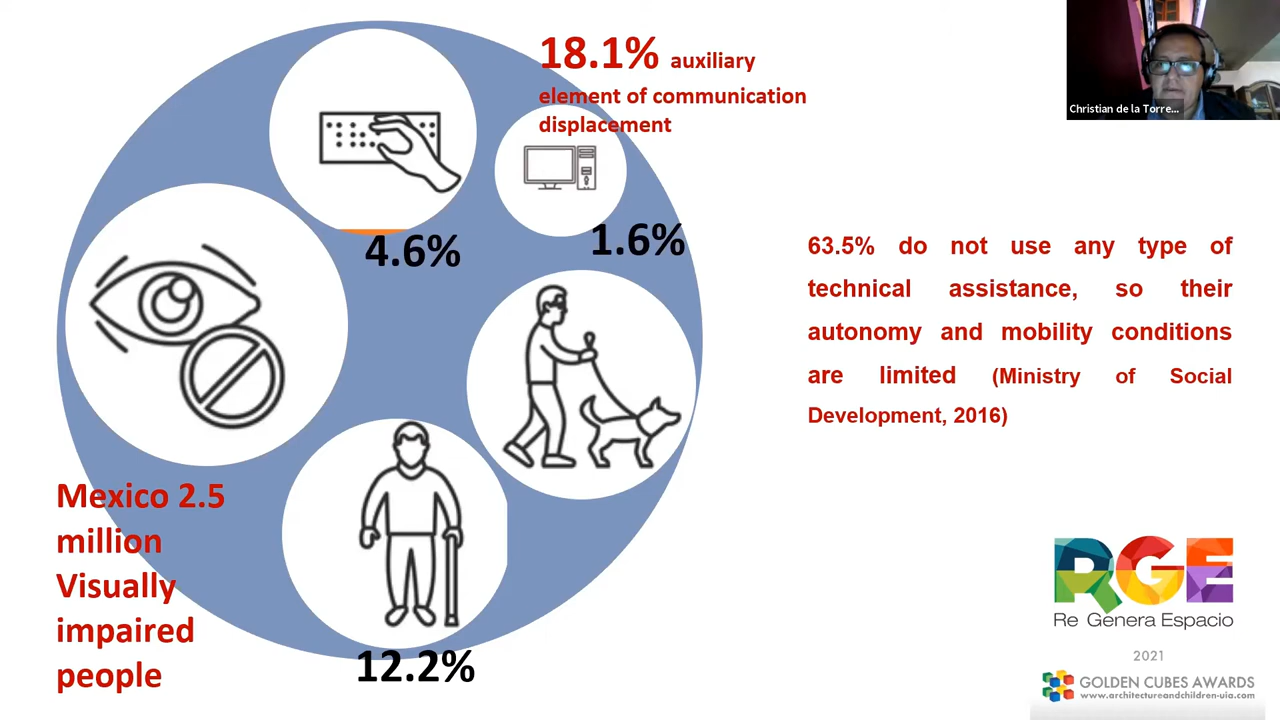 18.1% auxiliary
element of communication
displacement
Christian de la Torre...
4.6%
1.6%
63.5% do not use any type of
technical assistance, so their
autonomy and mobility conditions
are limited (Ministry of Social
Development, 2016)
Mexico 2.5
million
Visually
impaired
people
12.2%
RGE
Re Genera Espacio
2021
GOLDEN CUBES AWARDS
www.architectureandchildren-uia.com